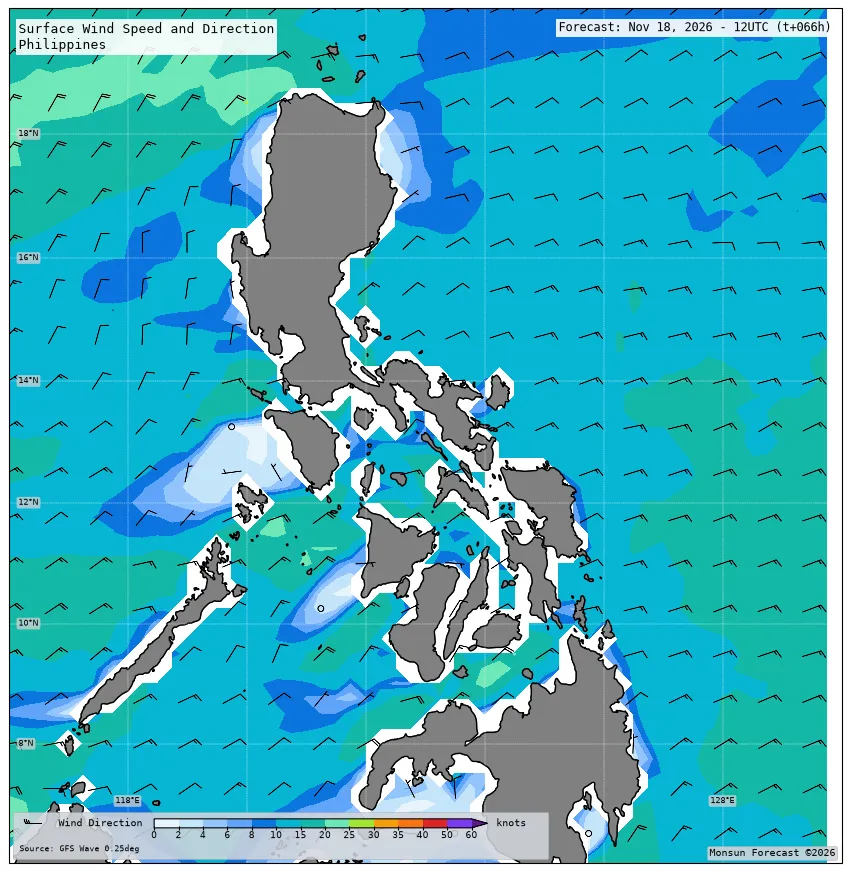 Surface Wind Speed and Direction
Philippines
Forecast: Nov 18, 2026 - 12UTC (t+066h)
18°N
16°N
14°N
12°N
10°N
8°N
118°E
128°E
Wind Direction
0 2 4 6 8 10 15 20 25 30 35 40 50 60
knots
Source: GFS Wave 0.25deg
Monsun Forecast ©2026